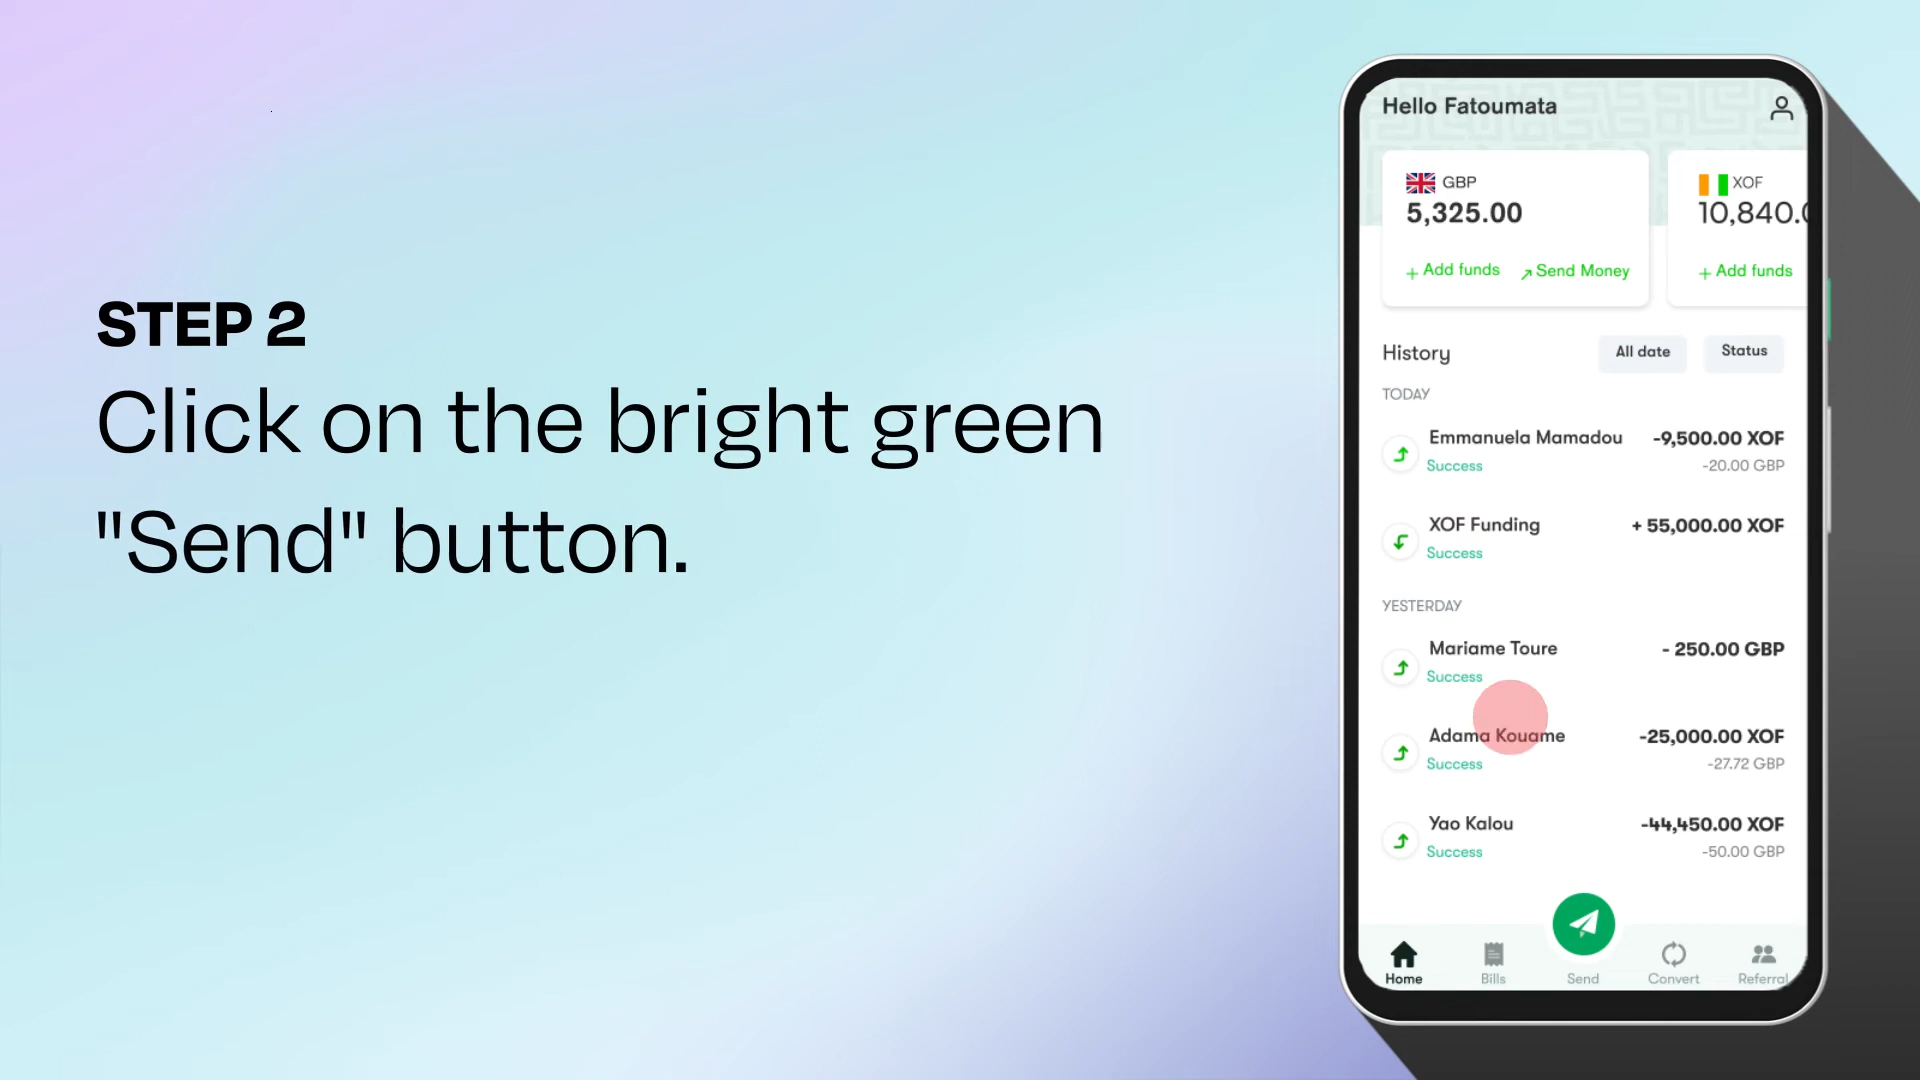 STEP 2
Click on the bright green
"Send" button.
Hello Fatoumata
GBP
5,325.00
+ Add funds
Send Money
XOF
10,840.0
+ Add funds
History
All date
Status
TODAY
Emmanuela Mamadou
-9,500.00 XOF
Success
-20.00 GBP
XOF Funding
+ 55,000.00 XOF
Success
YESTERDAY
Mariame Toure
- 250.00 GBP
Success
Adama Kouame
-25,000.00 XOF
Success
-27.72 GBP
Yao Kalou
-44,450.00 XOF
Success
-50.00 GBP
Home
Bills
Send
Convert
Referral